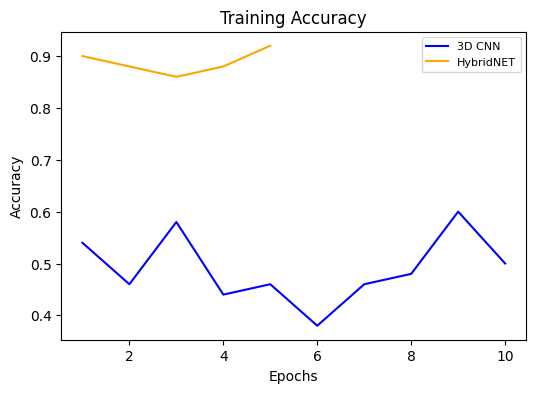 Training Accuracy
3D CNN
HybridNET
Accuracy
0.9
0.8
0.7
0.6
0.5
0.4
2 4 6 8 10
Epochs